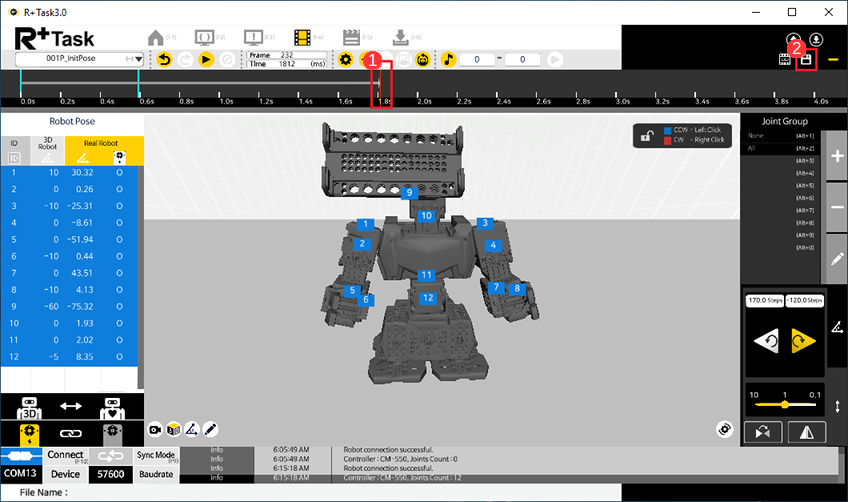 R+Task3.0
R+Task
001P_InitPose (-)
Frame 232
Time 1812 (ms)
1
0 - 0
2
0.0s 0.2s 0.4s 0.6s 0.8s 1.0s 1.2s 1.4s 1.6s 1.8s 2.0s 2.2s 2.4s 2.6s 2.8s 3.0s 3.2s 3.4s 3.6s 3.8s 4.0s
Robot Pose
ID 3D Robot Real Robot
ID
1 10 30.32 O
2 0 0.26 O
3 -10 -25.31 O
4 0 -8.61 O
5 0 -51.94 O
6 -10 0.44 O
7 0 43.51 O
8 -10 4.13 O
9 -60 -75.32 O
10 0 1.93 O
11 0 2.02 O
12 -5 8.35 O
3D
CCW - Left Click
CW - Right Click
9
10
1
3
2
4
11
5
6
7
8
12
Joint Group
None (Alt+1)
All (Alt+2)
(Alt+3)
(Alt+4)
(Alt+5)
(Alt+6)
(Alt+7)
(Alt+8)
(Alt+9)
(Alt+0)
170.0 Steps -120.0 Steps
10 1 0.1
Connect
(F10)
Sync Mode
COM13 Device 57600 Baudrate
Info 6:05:49 AM Robot connection successful.
Info 6:05:49 AM Controller : CM-550, Joints Count : 0
Info 6:15:18 AM Robot connection successful.
Info 6:15:18 AM Controller : CM-550, Joints Count : 12
File Name :